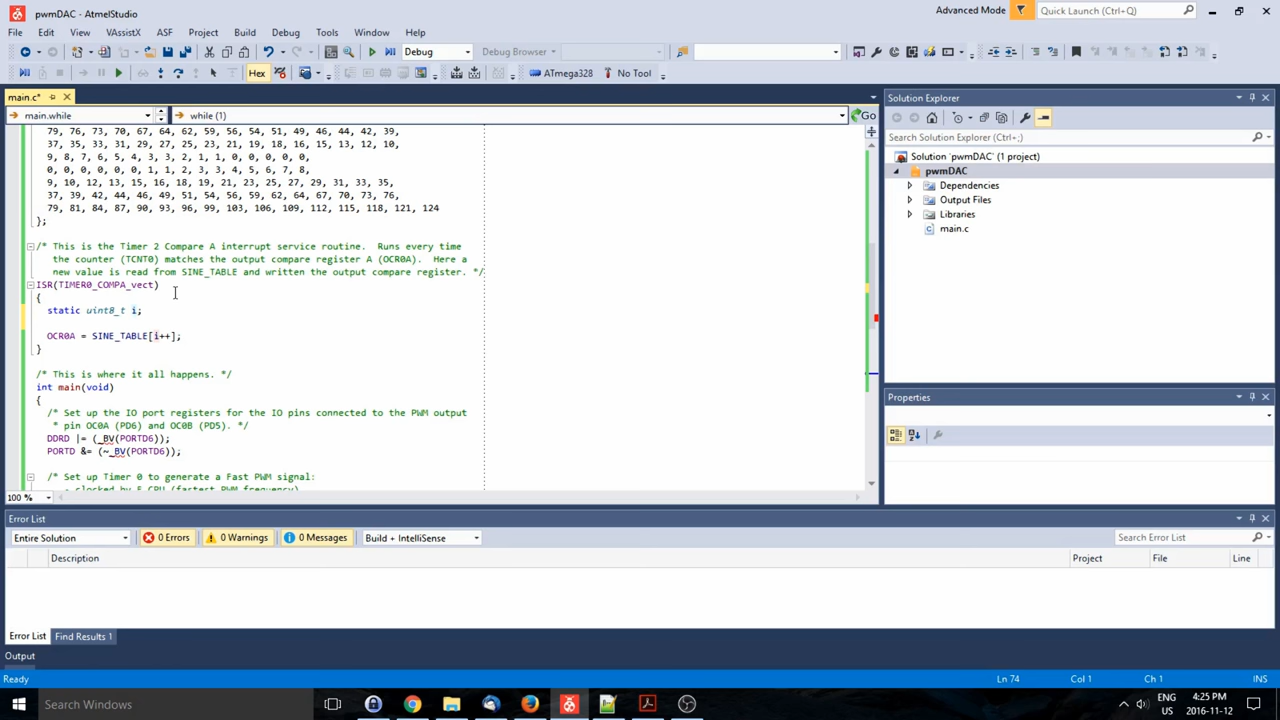 pwmDAC - AtmelStudio
Advanced Mode
Quick Launch (Ctrl+Q)
File Edit View VAssistX ASF Project Build Debug Tools Window Help
Debug
Debug Browser
Hex
ATmega328
No Tool
main.c*
main.while
while (1)
Go
79, 76, 73, 70, 67, 64, 62, 59, 56, 54, 51, 49, 46, 44, 42, 39,
37, 35, 33, 31, 29, 27, 25, 23, 21, 19, 18, 16, 15, 13, 12, 10,
9, 8, 7, 6, 5, 4, 3, 3, 2, 1, 1, 0, 0, 0, 0, 0,
0, 0, 0, 0, 0, 0, 1, 1, 2, 3, 3, 4, 5, 6, 7, 8,
9, 10, 12, 13, 15, 16, 18, 19, 21, 23, 25, 27, 29, 31, 33, 35,
37, 39, 42, 44, 46, 49, 51, 54, 56, 59, 62, 64, 67, 70, 73, 76,
79, 81, 84, 87, 90, 93, 96, 99, 103, 106, 109, 112, 115, 118, 121, 124
};
/* This is the Timer 2 Compare A interrupt service routine. Runs every time
the counter (TCNT0) matches the output compare register A (OCR0A). Here a
new value is read from SINE_TABLE and written the output compare register. */
ISR(TIMER0_COMPA_vect)
{
static uint8_t i;
OCR0A = SINE_TABLE[i++];
}
/* This is where it all happens. */
int main(void)
{
/* Set up the IO port registers for the IO pins connected to the PWM output
* pin OC0A (PD6) and OC0B (PD5). */
DDRD |= (_BV(PORTD6));
PORTD &= (~_BV(PORTD6));
/* Set up Timer 0 to generate a Fast PWM signal:
- clocked by F_CPU (fastest PWM frequency)
100 %
Solution Explorer
Search Solution Explorer (Ctrl+;)
Solution 'pwmDAC' (1 project)
pwmDAC
Dependencies
Output Files
Libraries
main.c
Properties
Error List
Entire Solution
0 Errors
0 Warnings
0 Messages
Build + IntelliSense
Search Error List
Description Project File Line
Error List Find Results 1
Output
Ready Ln 74 Col 1 Ch 1 INS
Search Windows
ENG
US
4:25 PM
2016-11-12